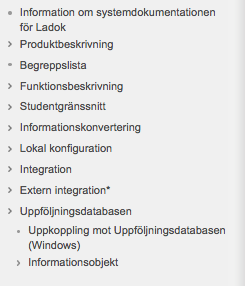 Information om systemdokumentationen
för Ladok
Produktbeskrivning
Begreppslista
Funktionsbeskrivning
Studentgränssnitt
Informationskonvertering
Lokal konfiguration
Integration
Extern integration*
Uppföljningsdatabasen
Uppkoppling mot Uppföljningsdatabasen
(Windows)
Informationsobjekt